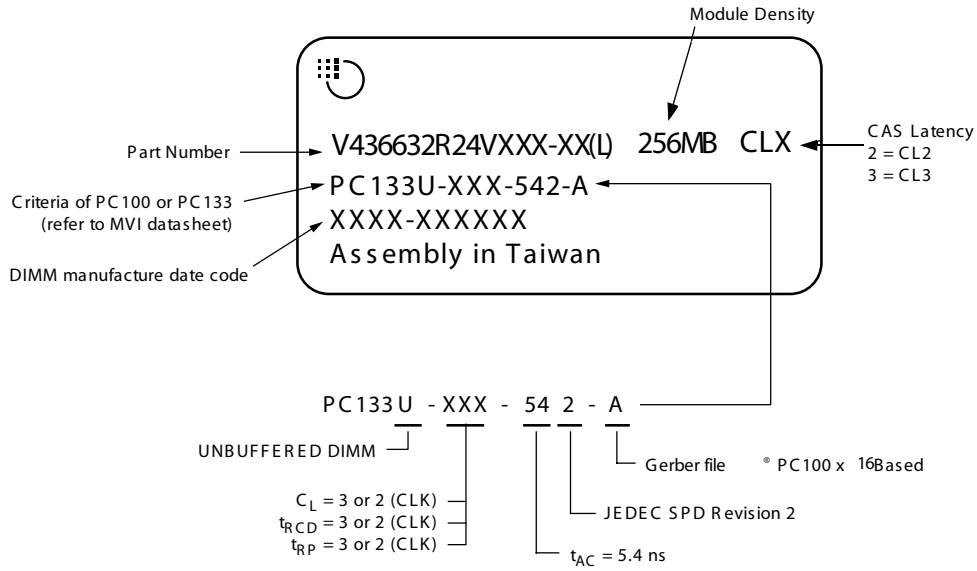 Module Density
V436632R24VXXX-XX(L) 256MB CLX
CAS Latency
2 = CL2
3 = CL3
Part Number
PC133U-XXX-542-A
Criteria of PC100 or PC133
(refer to MVI datasheet)
XXXX-XXXXXX
DIMM manufacture date code
Assembly in Taiwan
PC133 U - XXX - 54 2 - A
UNBUFFERED DIMM
Gerber file ® PC100 x 16Based
CL = 3 or 2 (CLK)
tRCD = 3 or 2 (CLK)
tRP = 3 or 2 (CLK)
JEDEC SPD Revision 2
tAC = 5.4 ns